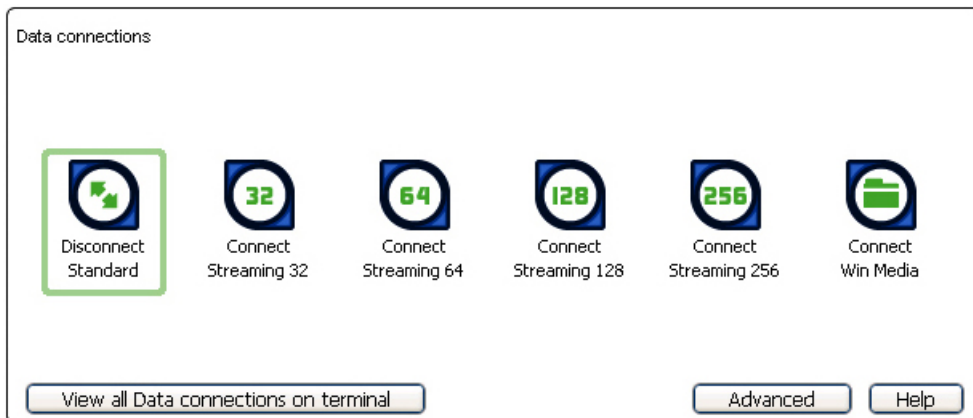 Data connections
32
64
128
256
Disconnect
Standard
Connect
Streaming 32
Connect
Streaming 64
Connect
Streaming 128
Connect
Streaming 256
Connect
Win Media
View all Data connections on terminal
Advanced
Help